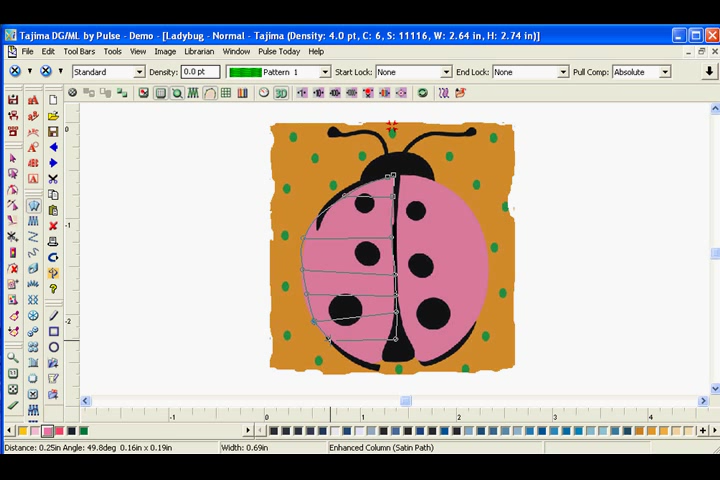 Tajima DG/ML by Pulse - Demo - [Ladybug - Normal - Tajima (Density: 4.0 pt, C: 6, S: 11116, W: 2.64 in, H: 2.74 in)]
File Edit Tool Bars Tools View Stitch Image Librarian Window Pulse Today Help
Standard Density: 0.0 pt Pattern 1 Start Lock: None End Lock: None Pull Comp: Absolute
3D
0
-1
-2
-1 0 1 2 3 4
Distance: 0.25in Angle: 49.8deg 0.16in x 0.19in Width: 0.69in Enhanced Column (Satin Path)